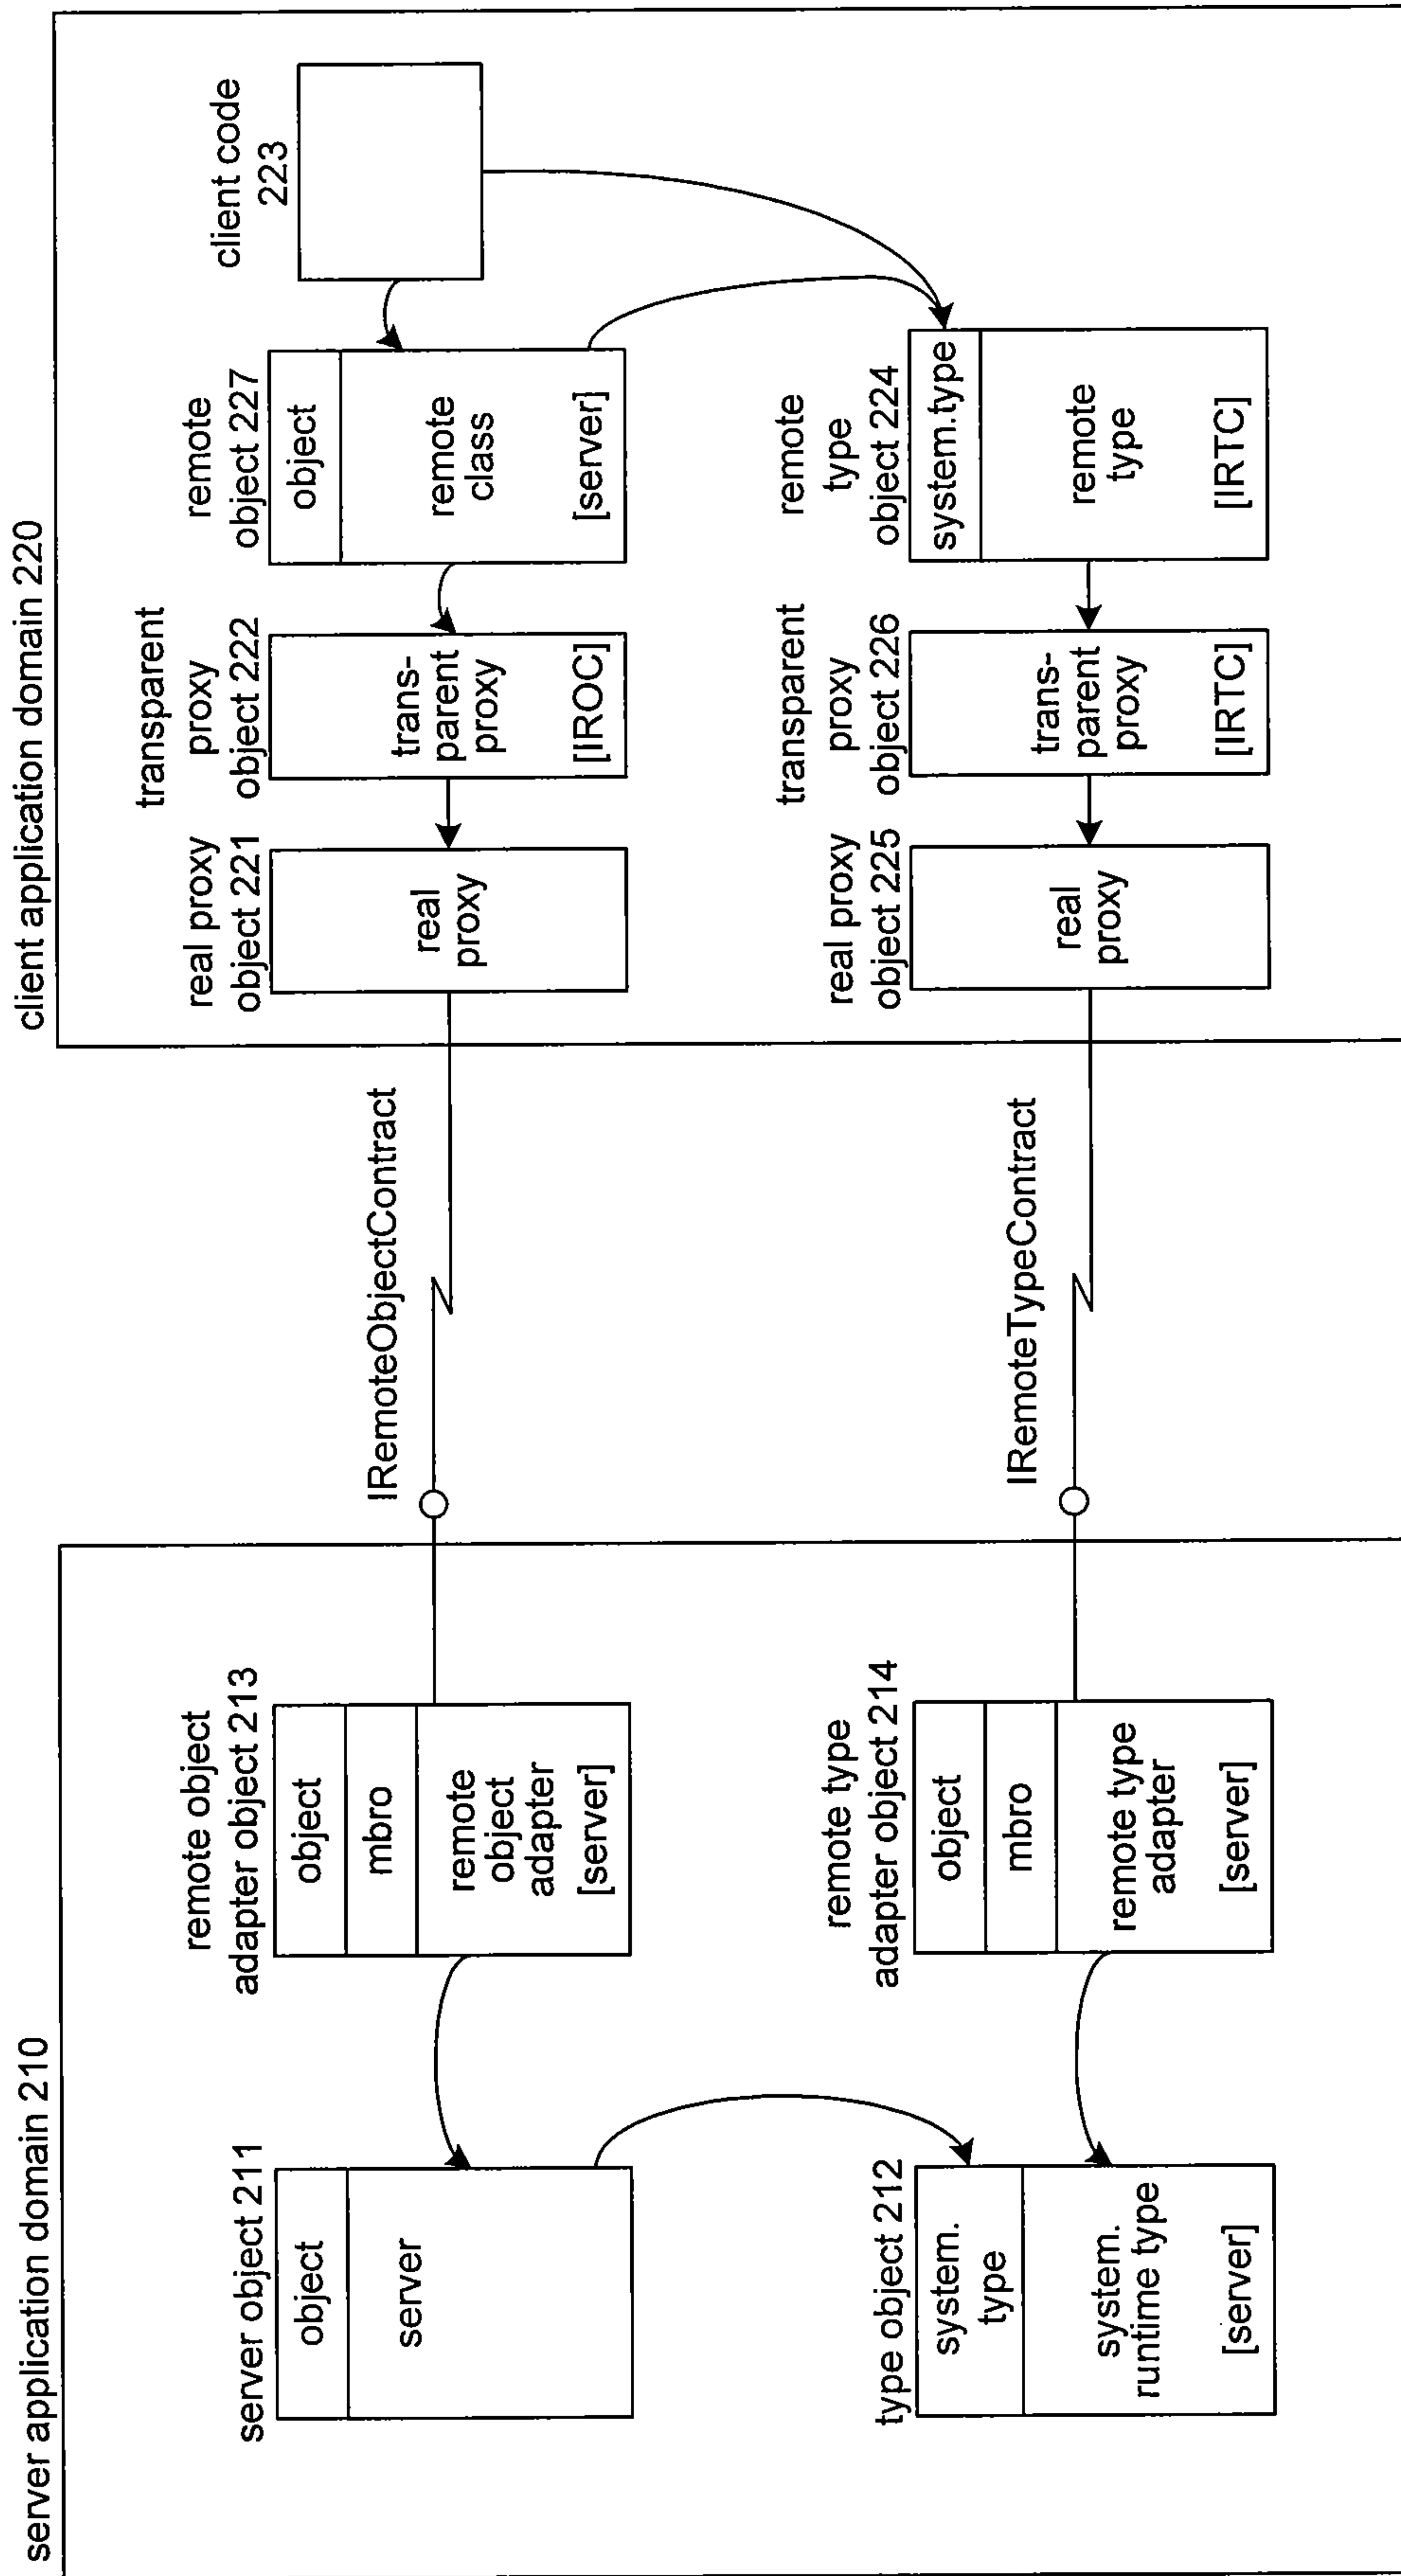 server application domain 210
server object 211
object
server
type object 212
system.
type
system.
runtime type
[server]
remote object
adapter object 213
object
mbro
remote
object
adapter
[server]
remote type
adapter object 214
object
mbro
remote type
adapter
[server]
IRemoteObjectContract
IRemoteTypeContract
client application domain 220
real proxy
object 221
real
proxy
transparent
proxy
object 222
trans-
parent
proxy
[IROC]
remote
object 227
object
remote
class
[server]
client code
223
real proxy
object 225
real
proxy
transparent
proxy
object 226
trans-
parent
proxy
[IRTC]
remote
type
object 224
system.type
remote
type
[IRTC]